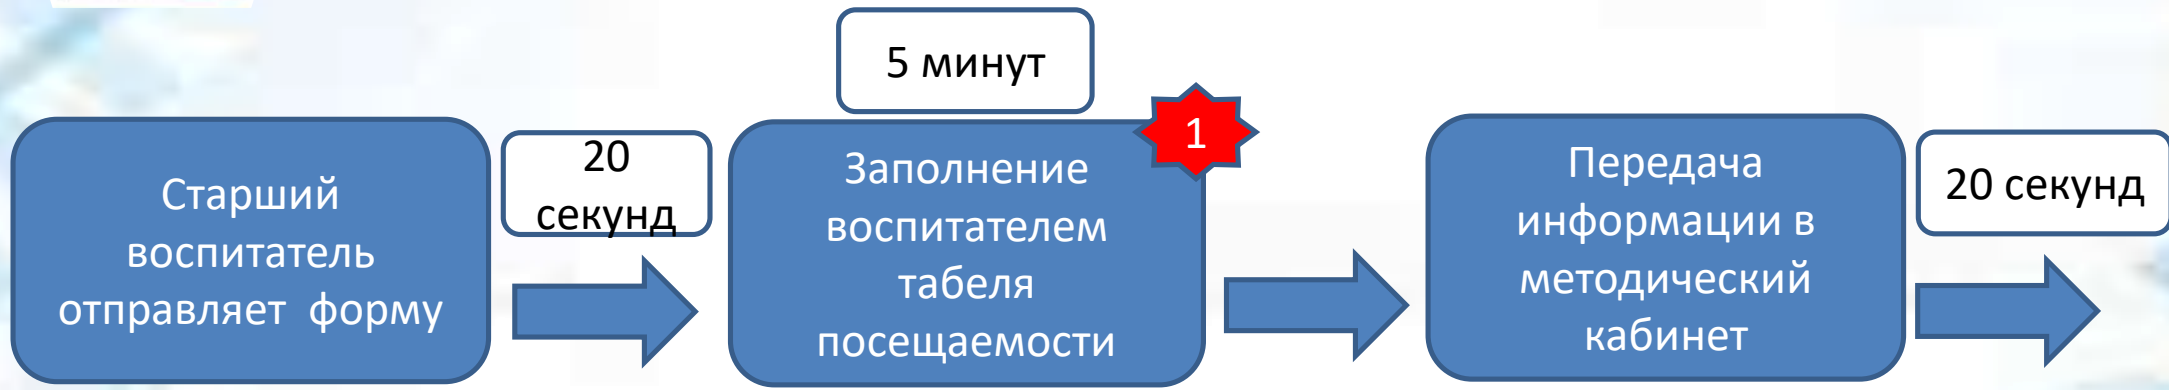 Старший
воспитатель
отправляет форму
20
секунд
5 минут
1
Заполнение
воспитателем
табеля
посещаемости
Передача
информации в
методический
кабинет
20 секунд